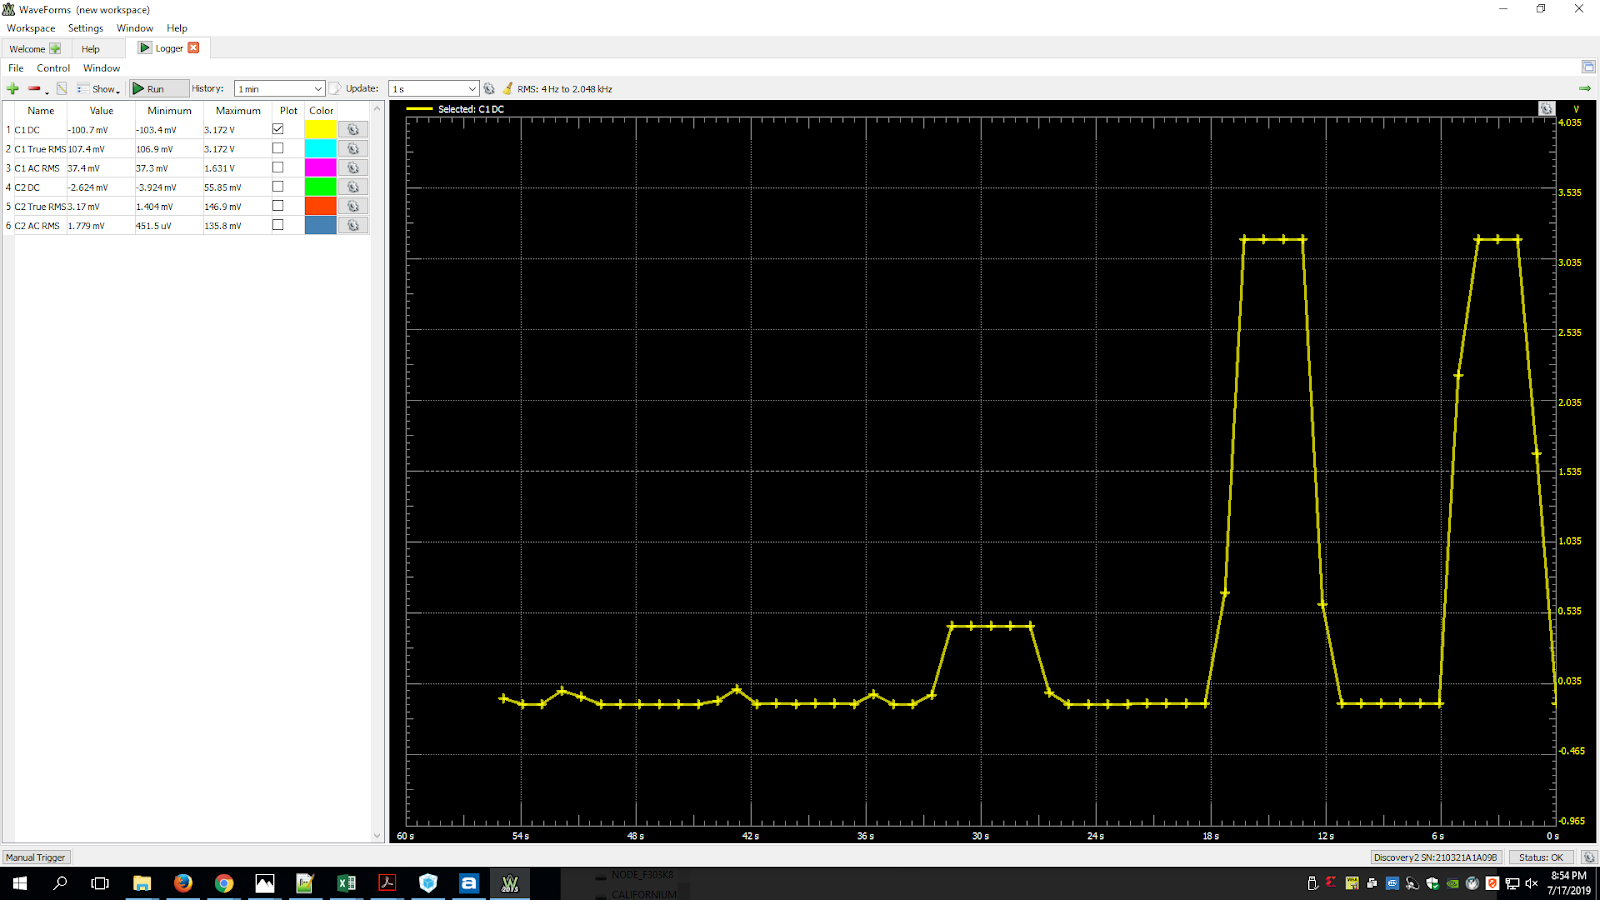 WaveForms (new workspace)
Workspace Settings Window Help
Welcome Help Logger
File Control Window
Show Run History: 1 min Update: 1 s RMS: 4 Hz to 2.048 kHz
Name Value Minimum Maximum Plot Color
1 C1 DC -100.7 mV -103.4 mV 3.172 V
2 C1 True RMS 107.4 mV 106.9 mV 3.172 V
3 C1 AC RMS 37.4 mV 37.3 mV 1.631 V
4 C2 DC -2.624 mV -3.924 mV 55.85 mV
5 C2 True RMS 3.17 mV 1.404 mV 146.9 mV
6 C2 AC RMS 1.779 mV 451.5 uV 135.8 mV
Selected: C1 DC V
4.035
3.535
3.035
2.535
2.035
1.535
1.035
0.535
0.035
-0.465
-0.965
60 s 54 s 48 s 42 s 36 s 30 s 24 s 18 s 12 s 6 s 0 s
Manual Trigger Discovery2 SN:210321A1A09B Status: OK
NODE_F303K8
CALIFORNIUM
2015
8:54 PM
7/17/2019